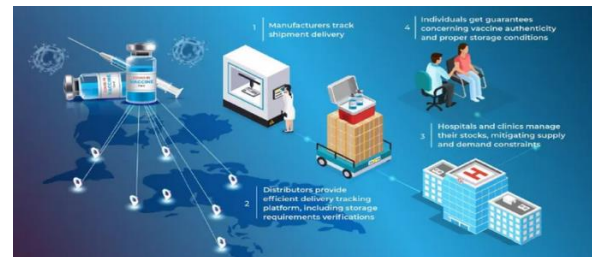 1
Manufacturers track
shipment delivery
2
Distributors provide
efficient delivery tracking
platform, including storage
requirements verifications
3
Hospitals and clinics manage
their stocks, mitigating supply
and demand constraints
4
Individuals get guarantees
concerning vaccine authenticity
and proper storage conditions
VACCINE
H